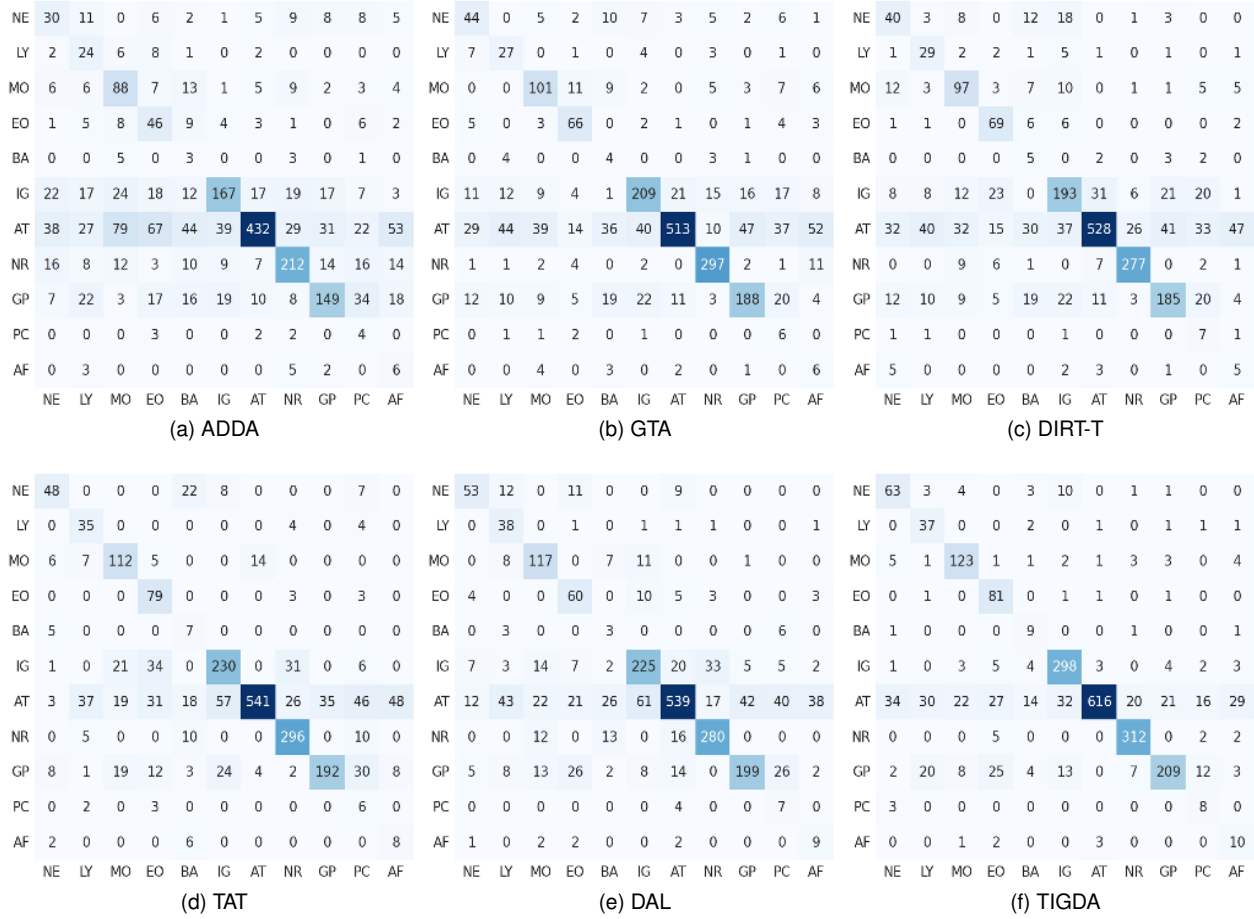 NE 30 11 0 6 2 1 5 9 8 8 5
LY 2 24 6 8 1 0 2 0 0 0 0
MO 6 6 88 7 13 1 5 9 2 3 4
EO 1 5 8 46 9 4 3 1 0 6 2
BA 0 0 5 0 3 0 0 3 0 1 0
IG 22 17 24 18 12 167 17 19 17 7 3
AT 38 27 79 67 44 39 432 29 31 22 53
NR 16 8 12 3 10 9 7 212 14 16 14
GP 7 22 3 17 16 19 10 8 149 34 18
PC 0 0 0 3 0 0 2 2 0 4 0
AF 0 3 0 0 0 0 0 5 2 0 6
NE LY MO EO BA IG AT NR GP PC AF
(a) ADDA
NE 44 0 5 2 10 7 3 5 2 6 1
LY 7 27 0 1 0 4 0 3 0 1 0
MO 0 0 101 11 9 2 0 5 3 7 6
EO 5 0 3 66 0 2 1 0 1 4 3
BA 0 4 0 0 4 0 0 3 1 0 0
IG 11 12 9 4 1 209 21 15 16 17 8
AT 29 44 39 14 36 40 513 10 47 37 52
NR 1 1 2 4 0 2 0 297 2 1 11
GP 12 10 9 5 19 22 11 3 188 20 4
PC 0 1 1 2 0 1 0 0 0 6 0
AF 0 0 4 0 3 0 2 0 1 0 6
NE LY MO EO BA IG AT NR GP PC AF
(b) GTA
NE 40 3 8 0 12 18 0 1 3 0 0
LY 1 29 2 2 1 5 1 0 1 0 1
MO 12 3 97 3 7 10 0 1 1 5 5
EO 1 1 0 69 6 6 0 0 0 0 2
BA 0 0 0 0 5 0 2 0 3 2 0
IG 8 8 12 23 0 193 31 6 21 20 1
AT 32 40 32 15 30 37 528 26 41 33 47
NR 0 0 9 6 1 0 7 277 0 2 1
GP 12 10 9 5 19 22 11 3 185 20 4
PC 1 1 0 0 0 1 0 0 0 7 1
AF 5 0 0 0 0 2 3 0 1 0 5
NE LY MO EO BA IG AT NR GP PC AF
(c) DIRT-T
NE 48 0 0 0 22 8 0 0 0 7 0
LY 0 35 0 0 0 0 0 4 0 4 0
MO 6 7 112 5 0 0 14 0 0 0 0
EO 0 0 0 79 0 0 0 3 0 3 0
BA 5 0 0 0 7 0 0 0 0 0 0
IG 1 0 21 34 0 230 0 31 0 6 0
AT 3 37 19 31 18 57 541 26 35 46 48
NR 0 5 0 0 10 0 0 296 0 10 0
GP 8 1 19 12 3 24 4 2 192 30 8
PC 0 2 0 3 0 0 0 0 0 6 0
AF 2 0 0 0 6 0 0 0 0 0 8
NE LY MO EO BA IG AT NR GP PC AF
(d) TAT
NE 53 12 0 11 0 0 9 0 0 0 0
LY 0 38 0 1 0 1 1 1 0 0 1
MO 0 8 117 0 7 11 0 0 1 0 0
EO 4 0 0 60 0 10 5 3 0 0 3
BA 0 3 0 0 3 0 0 0 0 6 0
IG 7 3 14 7 2 225 20 33 5 5 2
AT 12 43 22 21 26 61 539 17 42 40 38
NR 0 0 12 0 13 0 16 280 0 0 0
GP 5 8 13 26 2 8 14 0 199 26 2
PC 0 0 0 0 0 0 4 0 0 7 0
AF 1 0 2 2 0 0 2 0 0 0 9
NE LY MO EO BA IG AT NR GP PC AF
(e) DAL
NE 63 3 4 0 3 10 0 1 1 0 0
LY 0 37 0 0 2 0 1 0 1 1 1
MO 5 1 123 1 1 2 1 3 3 0 4
EO 0 1 0 81 0 1 1 0 1 0 0
BA 1 0 0 0 9 0 0 1 0 0 1
IG 1 0 3 5 4 298 3 0 4 2 3
AT 34 30 22 27 14 32 616 20 21 16 29
NR 0 0 0 5 0 0 0 312 0 2 2
GP 2 20 8 25 4 13 0 7 209 12 3
PC 3 0 0 0 0 0 0 0 0 8 0
AF 0 0 1 2 0 0 3 0 0 0 10
NE LY MO EO BA IG AT NR GP PC AF
(f) TIGDA